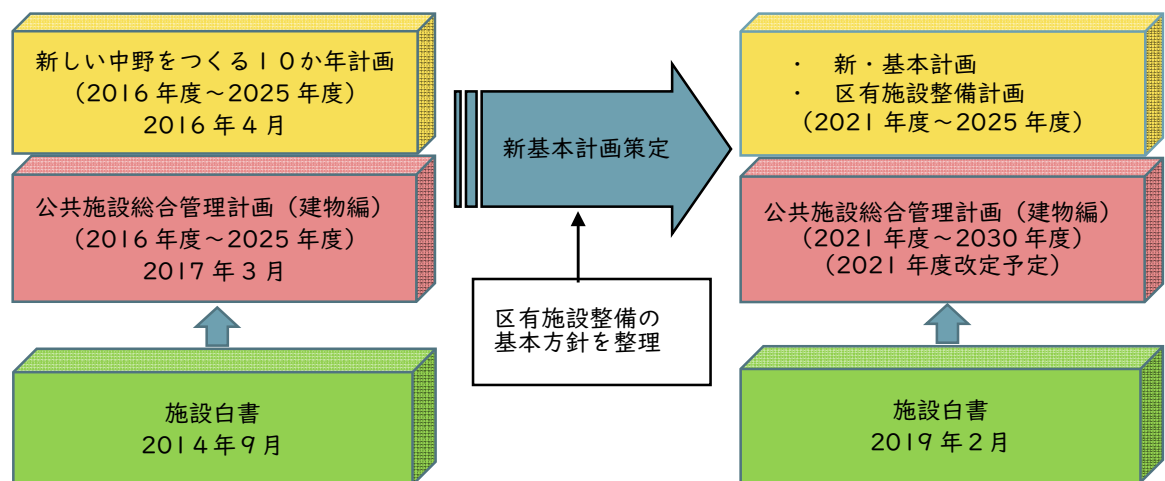 新しい中野をつくる10か年計画
(2016年度~2025年度)
2016年4月
公共施設総合管理計画(建物編)
(2016年度~2025年度)
2017年3月
施設白書
2014年9月
新基本計画策定
区有施設整備の
基本方針を整理
・ 新・基本計画
・ 区有施設整備計画
(2021年度~2025年度)
公共施設総合管理計画(建物編)
(2021年度~2030年度)
(2021年度改定予定)
施設白書
2019年2月